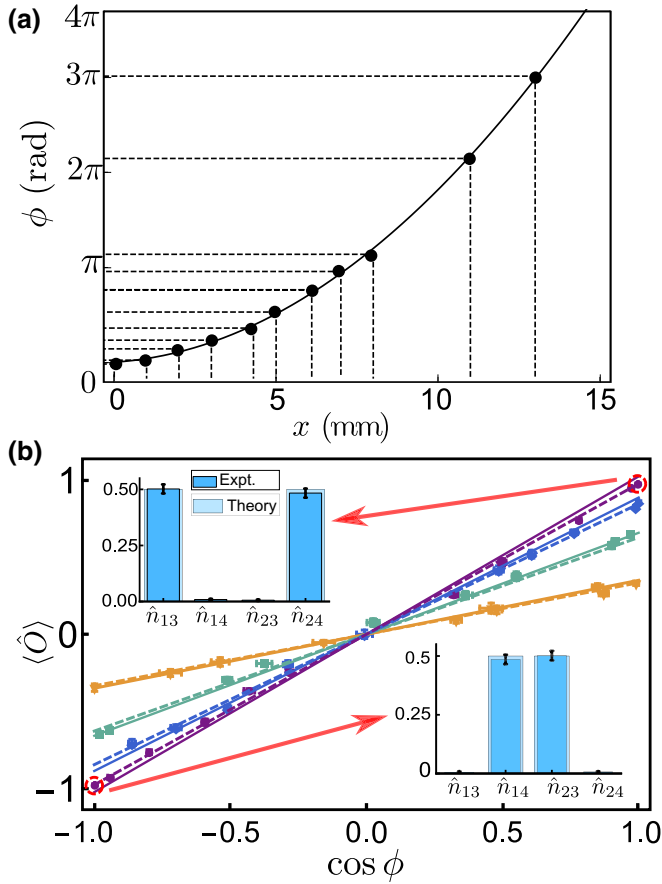 (a)
4π
3π
2π
π
0
ϕ (rad)
0 5 10 15
x (mm)
(b)
1
0
−1
⟨Ô⟩
0.50
0.25
0.00
Expt.
Theory
n̂₁₃ n̂₁₄ n̂₂₃ n̂₂₄
0.5
0.25
0
n̂₁₃ n̂₁₄ n̂₂₃ n̂₂₄
−1.0 −0.5 0.0 0.5 1.0
cos ϕ